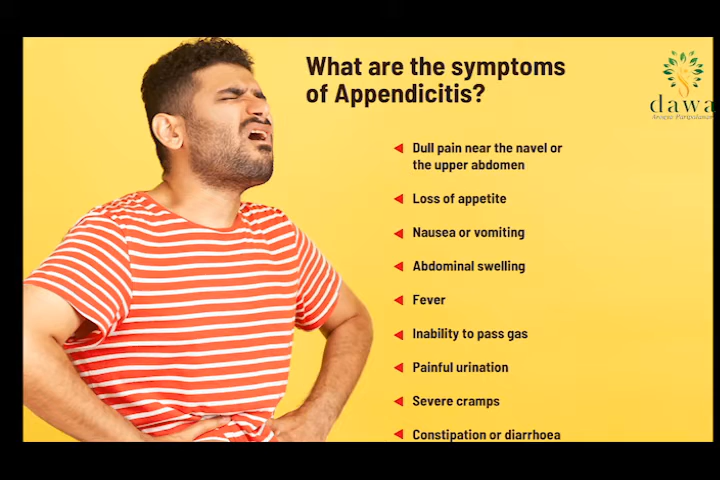 What are the symptoms
of Appendicitis?
dawa
Dull pain near the navel or
the upper abdomen
Loss of appetite
Nausea or vomiting
Abdominal swelling
Fever
Inability to pass gas
Painful urination
Severe cramps
Constipation or diarrhoea